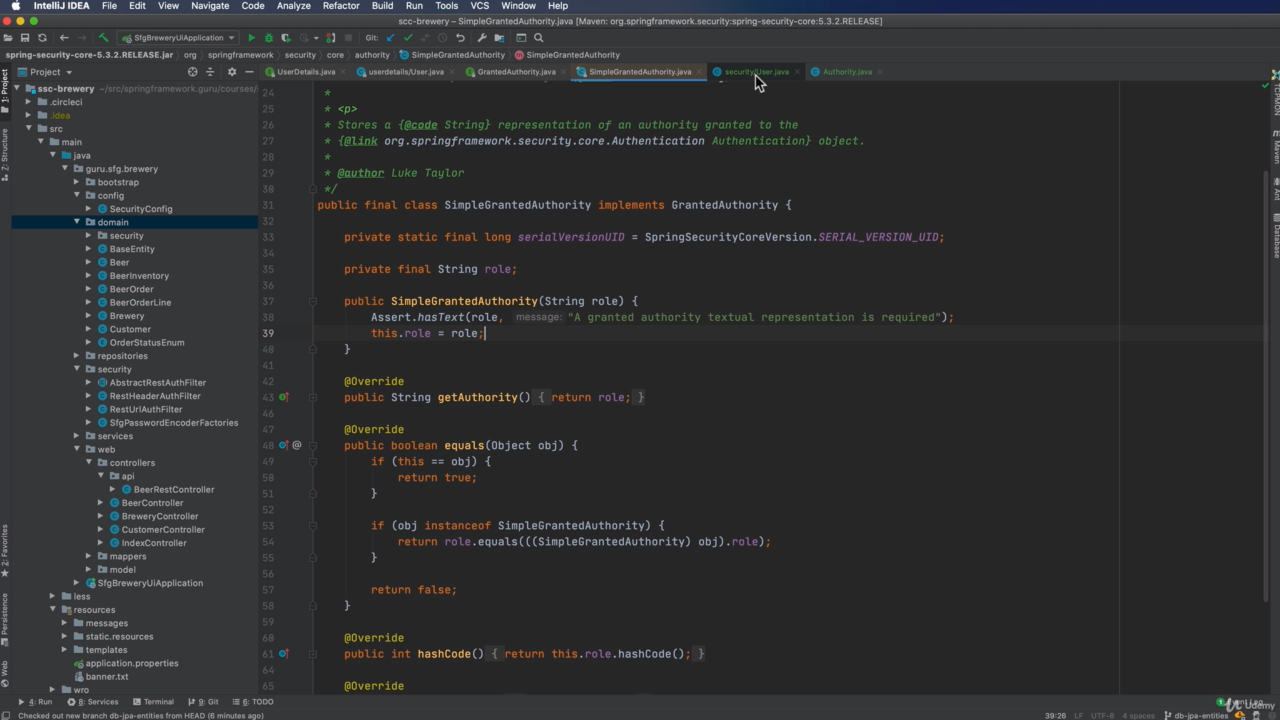 IntelliJ IDEA File Edit View Navigate Code Analyze Refactor Build Run Tools VCS Window Help
scc-brewery – SimpleGrantedAuthority.java [Maven: org.springframework.security:spring-security-core:5.3.2.RELEASE]
SfgBreweryUiApplication Git:
spring-security-core-5.3.2.RELEASE.jar org springframework security core authority SimpleGrantedAuthority SimpleGrantedAuthority
Project UserDetails.java userdetails/User.java GrantedAuthority.java SimpleGrantedAuthority.java security/User.java Authority.java
ssc-brewery ~/src/springframework.guru/courses/
.circleci
.idea
src
main
java
guru.sfg.brewery
bootstrap
config
SecurityConfig
domain
security
BaseEntity
Beer
BeerInventory
BeerOrder
BeerOrderLine
Brewery
Customer
OrderStatusEnum
repositories
security
AbstractRestAuthFilter
RestHeaderAuthFilter
RestUrlAuthFilter
SfgPasswordEncoderFactories
services
web
controllers
api
BeerRestController
BeerController
BreweryController
CustomerController
IndexController
mappers
model
SfgBreweryUiApplication
less
resources
messages
static.resources
templates
application.properties
banner.txt
wro
24 *
25 * <p>
26 * Stores a {@code String} representation of an authority granted to the
27 * {@link org.springframework.security.core.Authentication Authentication} object.
28 *
29 * @author Luke Taylor
30 */
31 public final class SimpleGrantedAuthority implements GrantedAuthority {
32
33 private static final long serialVersionUID = SpringSecurityCoreVersion.SERIAL_VERSION_UID;
34
35 private final String role;
36
37 public SimpleGrantedAuthority(String role) {
38 Assert.hasText(role, message: "A granted authority textual representation is required");
39 this.role = role;
40 }
41
42 @Override
43 public String getAuthority() { return role; }
46
47 @Override
48 public boolean equals(Object obj) {
49 if (this == obj) {
50 return true;
51 }
52
53 if (obj instanceof SimpleGrantedAuthority) {
54 return role.equals(((SimpleGrantedAuthority) obj).role);
55 }
56
57 return false;
58 }
59
60 @Override
61 public int hashCode() { return this.role.hashCode(); }
64
65 @Override
1: Project
7: Structure
2: Favorites
Persistence
Web
Maven
Ant
Database
4: Run 8: Services Terminal 9: Git 6: TODO
Udemy
Checked out new branch db-jpa-entities from HEAD (6 minutes ago) 39:26 LF UTF-8 4 spaces db-jpa-entities